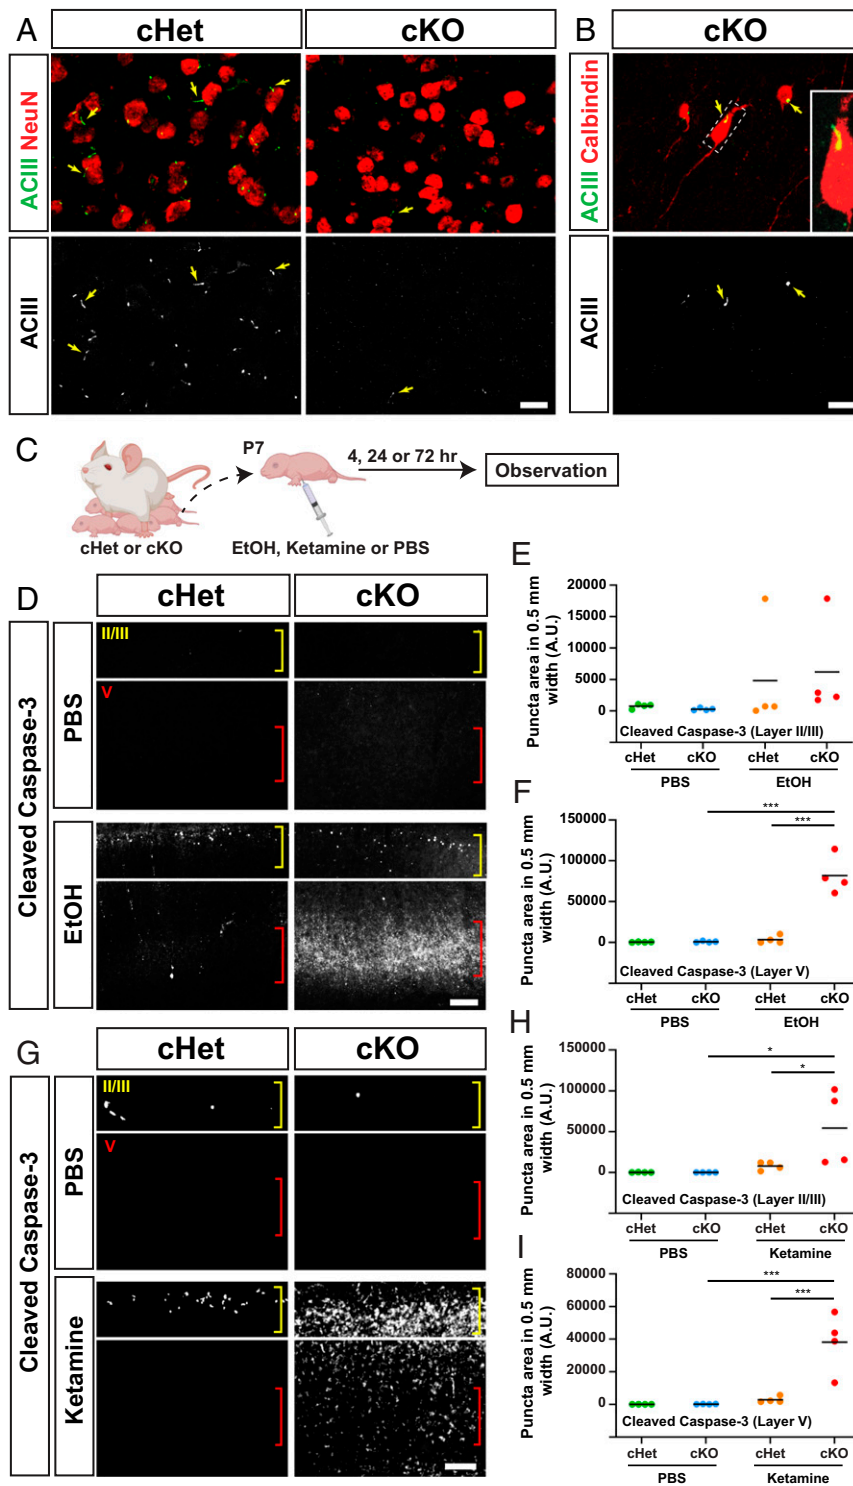 A
cHet
cKO
B
cKO
ACIII NeuN
ACIII
ACIII Calbindin
ACIII
C
P7
4, 24 or 72 hr
Observation
cHet or cKO
EtOH, Ketamine or PBS
D
cHet
cKO
Cleaved Caspase-3
PBS
EtOH
II/III
V
E
Puncta area in 0.5 mm
width (A.U.)
20000
15000
10000
5000
0
Cleaved Caspase-3 (Layer II/III)
cHet
cKO
cHet
cKO
PBS
EtOH
F
Puncta area in 0.5 mm
width (A.U.)
150000
100000
50000
0
***
***
Cleaved Caspase-3 (Layer V)
cHet
cKO
cHet
cKO
PBS
EtOH
G
cHet
cKO
Cleaved Caspase-3
PBS
Ketamine
II/III
V
H
Puncta area in 0.5 mm
width (A.U.)
150000
100000
50000
0
*
*
Cleaved Caspase-3 (Layer II/III)
cHet
cKO
cHet
cKO
PBS
Ketamine
I
Puncta area in 0.5 mm
width (A.U.)
80000
60000
40000
20000
0
***
***
Cleaved Caspase-3 (Layer V)
cHet
cKO
cHet
cKO
PBS
Ketamine